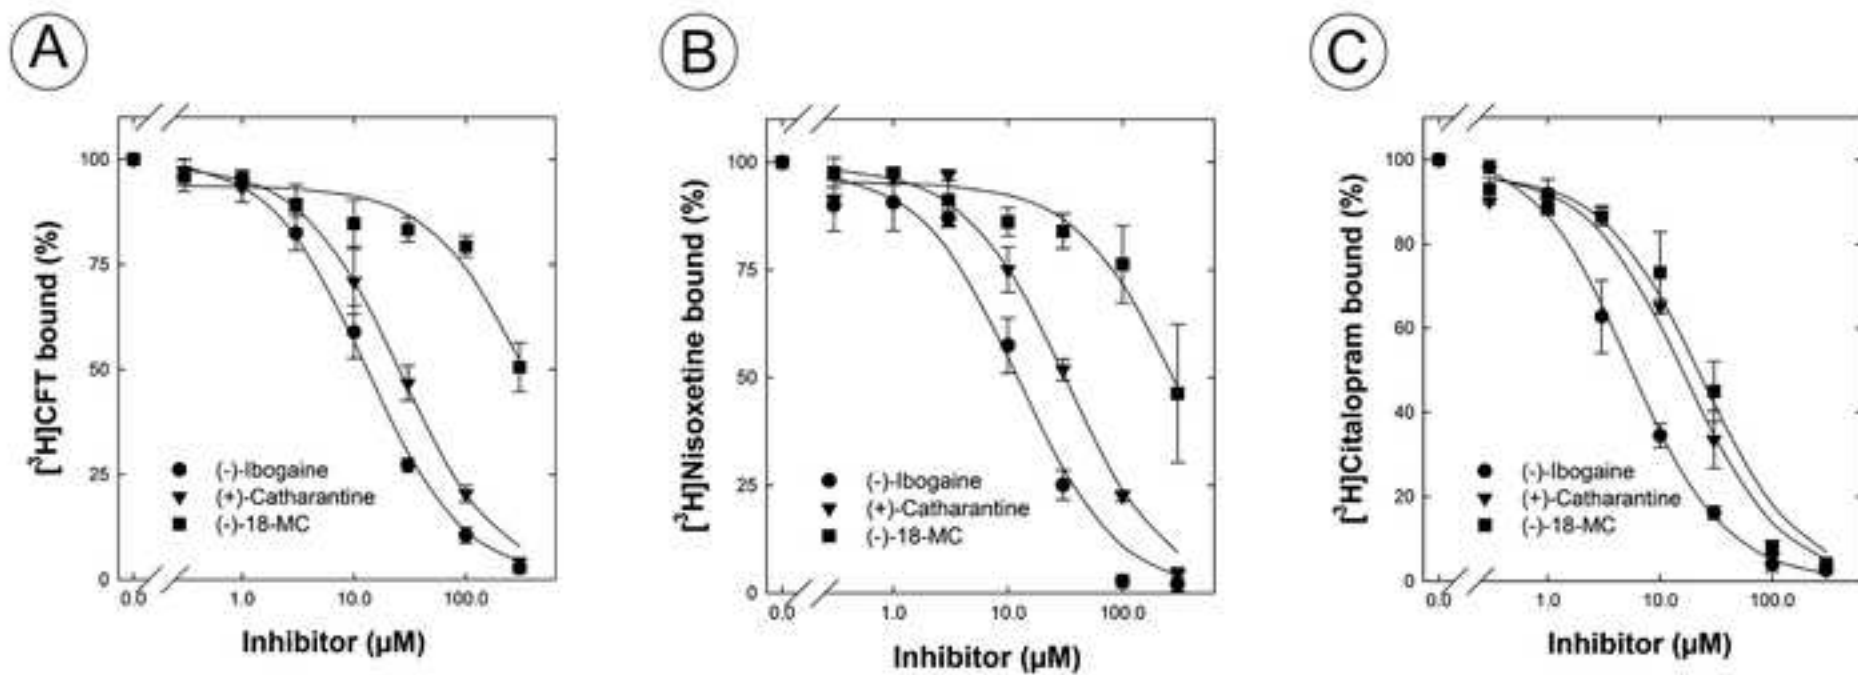 A
[³H]CFT bound (%)
100
75
50
25
0
(-)-Ibogaine
(+)-Catharantine
(-)-18-MC
0.0 1.0 10.0 100.0
Inhibitor (µM)
B
[³H]Nisoxetine bound (%)
100
75
50
25
0
(-)-Ibogaine
(+)-Catharantine
(-)-18-MC
0.0 1.0 10.0 100.0
Inhibitor (µM)
C
[³H]Citalopram bound (%)
100
80
60
40
20
0
(-)-Ibogaine
(+)-Catharantine
(-)-18-MC
0.0 1.0 10.0 100.0
Inhibitor (µM)